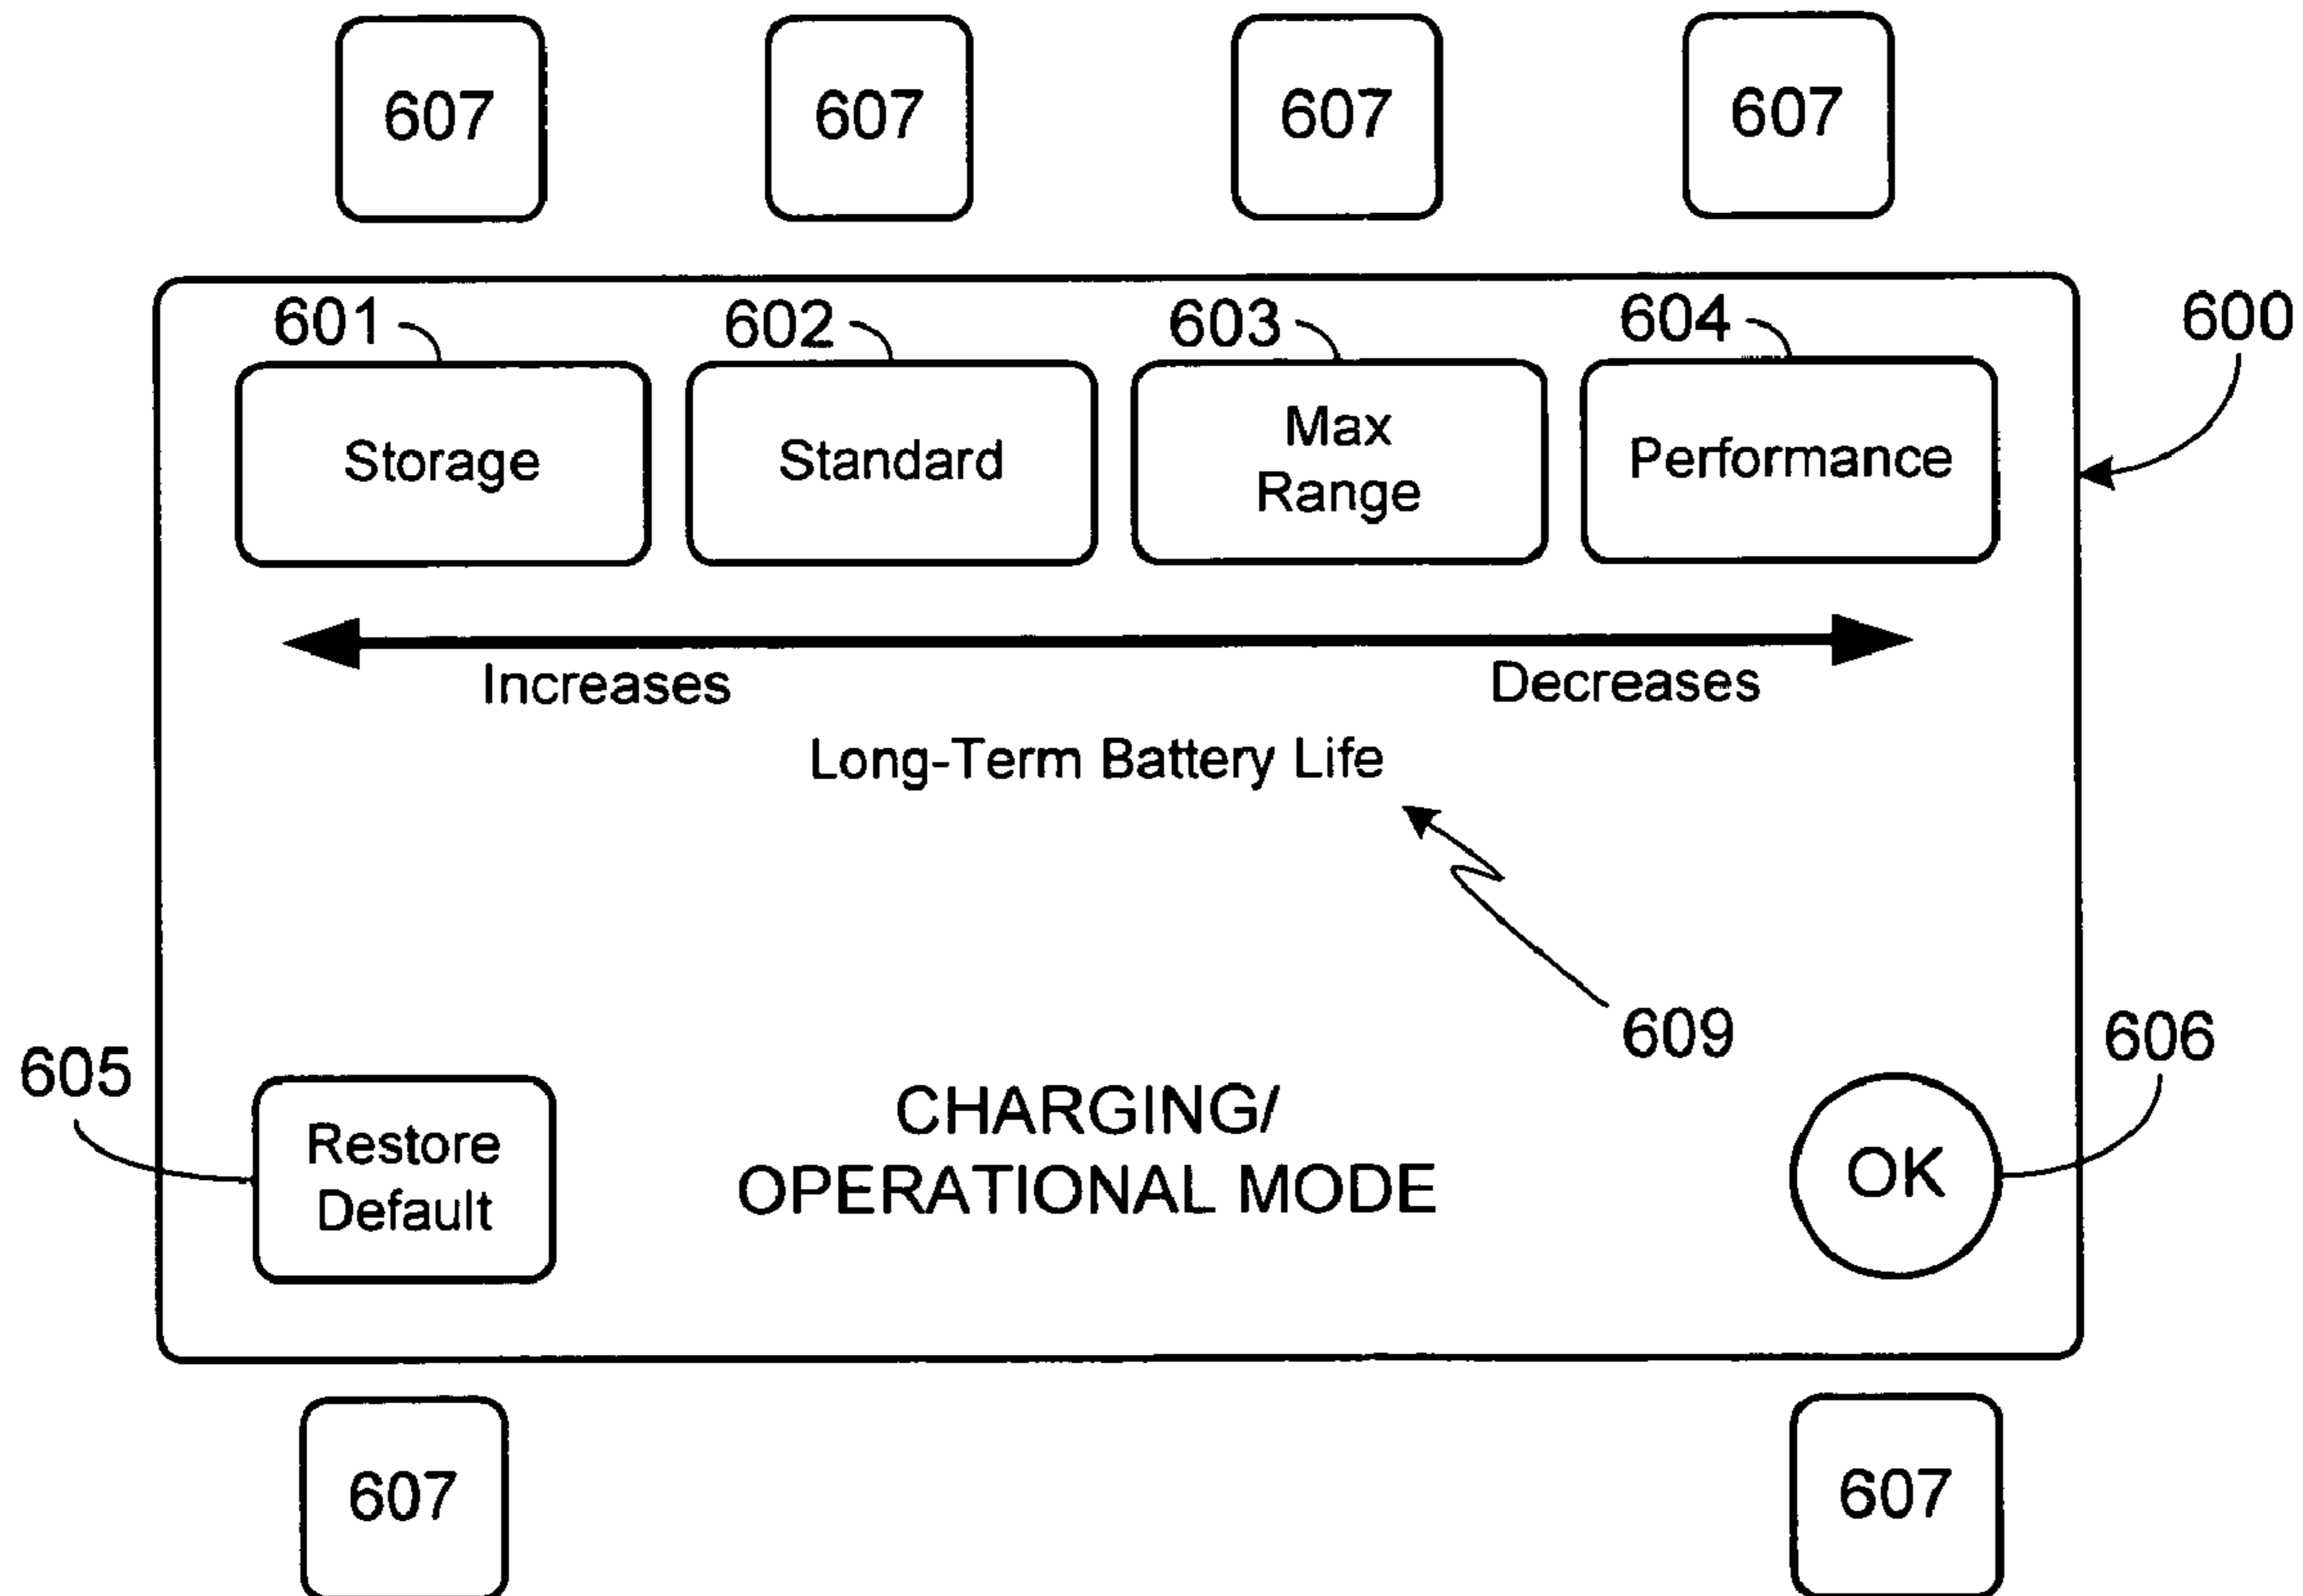 607 607 607 607
601 602 603 604 600
Storage Standard Max Range Performance
Increases Decreases
Long-Term Battery Life
609 606
605
Restore
Default
CHARGING/
OPERATIONAL MODE
OK
607 607